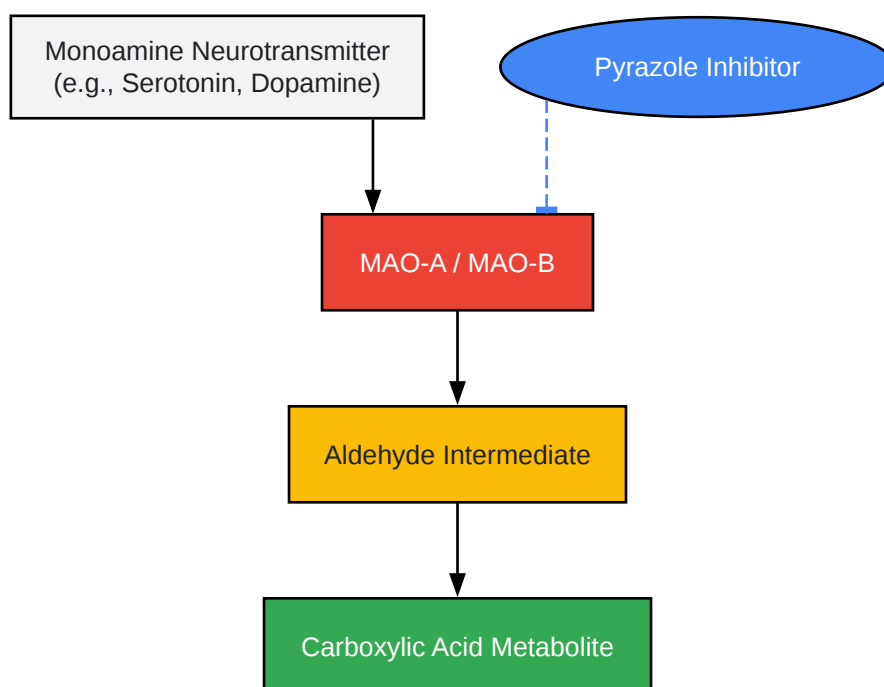 Monoamine Neurotransmitter
(e.g., Serotonin, Dopamine)
Pyrazole Inhibitor
MAO-A / MAO-B
Aldehyde Intermediate
Carboxylic Acid Metabolite